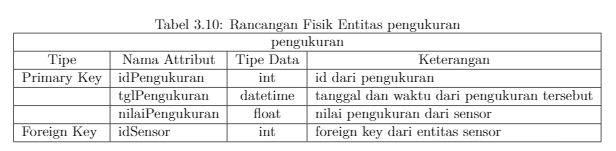 Tabel 3.10: Rancangan Fisik Entitas pengukuran
pengukuran
Tipe Nama Attribut Tipe Data Keterangan
Primary Key idPengukuran int id dari pengukuran
tglPengukuran datetime tanggal dan waktu dari pengukuran tersebut
nilaiPengukuran float nilai pengukuran dari sensor
Foreign Key idSensor int foreign key dari entitas sensor